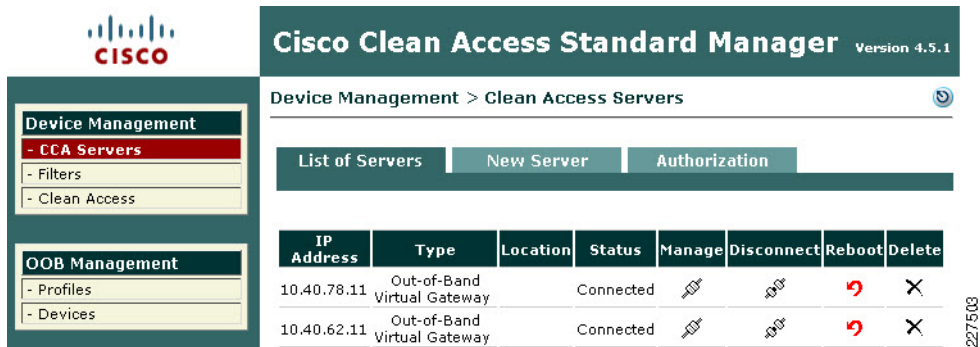 CISCO
Cisco Clean Access Standard Manager Version 4.5.1
Device Management > Clean Access Servers
Device Management
- CCA Servers
- Filters
- Clean Access
OOB Management
- Profiles
- Devices
List of Servers New Server Authorization
IP Address Type Location Status Manage Disconnect Reboot Delete
10.40.78.11 Out-of-Band Virtual Gateway Connected
10.40.62.11 Out-of-Band Virtual Gateway Connected
227503